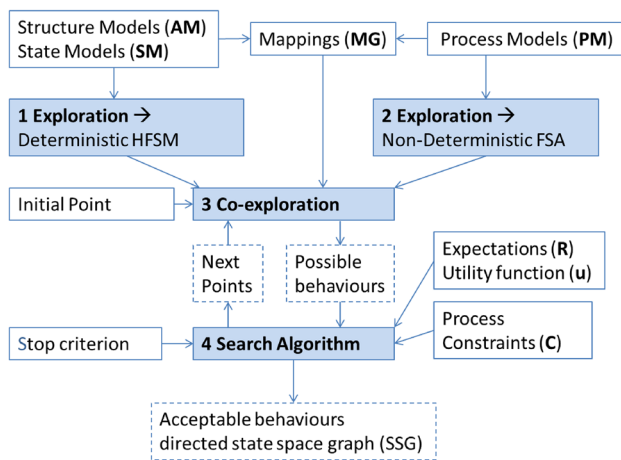 Structure Models (AM)
State Models (SM)
Mappings (MG)
Process Models (PM)
1 Exploration →
Deterministic HFSM
2 Exploration →
Non-Deterministic FSA
Initial Point
3 Co-exploration
Next
Points
Possible
behaviours
Expectations (R)
Utility function (u)
Stop criterion
4 Search Algorithm
Process
Constraints (C)
Acceptable behaviours
directed state space graph (SSG)